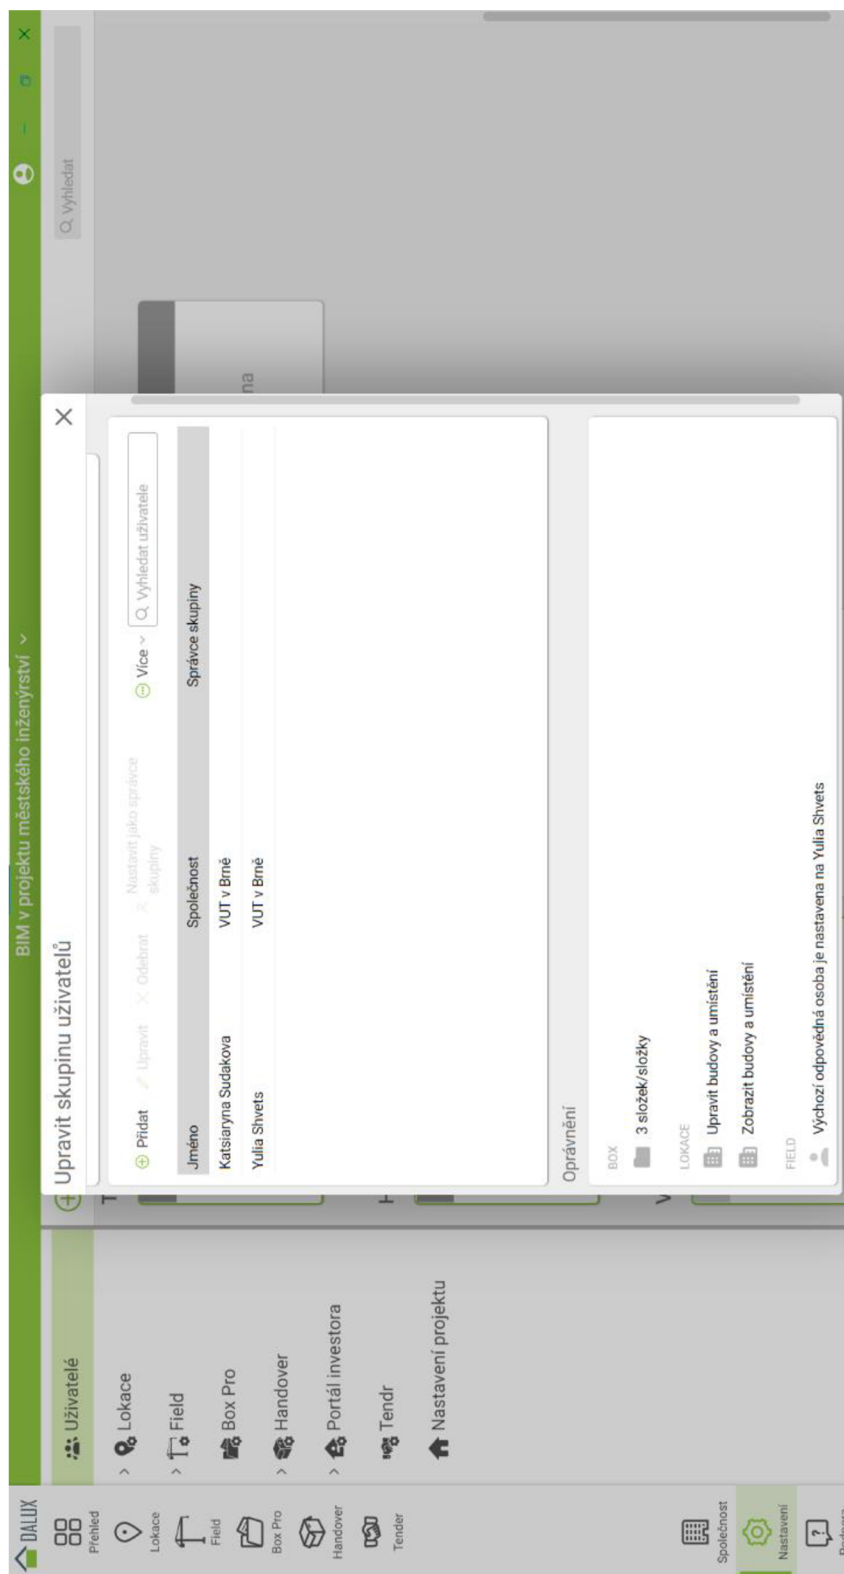 DALUX
BIM v projektu městského inženýrství
Přehled
Lokace
Field
Box Pro
Handover
Tender
Společnost
Nastavení
Uživatelé
Lokace
Field
Box Pro
Handover
Portál investora
Tendr
Nastavení projektu
Vyhledat
na
Upravit skupinu uživatelů
Přidat
Upravit
Odebrat
Nastavit jako správce
skupiny
Více
Vyhledat uživatele
Jméno Společnost Správce skupiny
Katsiaryna Sudakova VUT v Brně
Yulia Shvets VUT v Brně
Oprávnění
BOX
3 složek/složky
LOKACE
Upravit budovy a umístění
Zobrazit budovy a umístění
FIELD
Výchozí odpovědná osoba je nastavena na Yulia Shvets